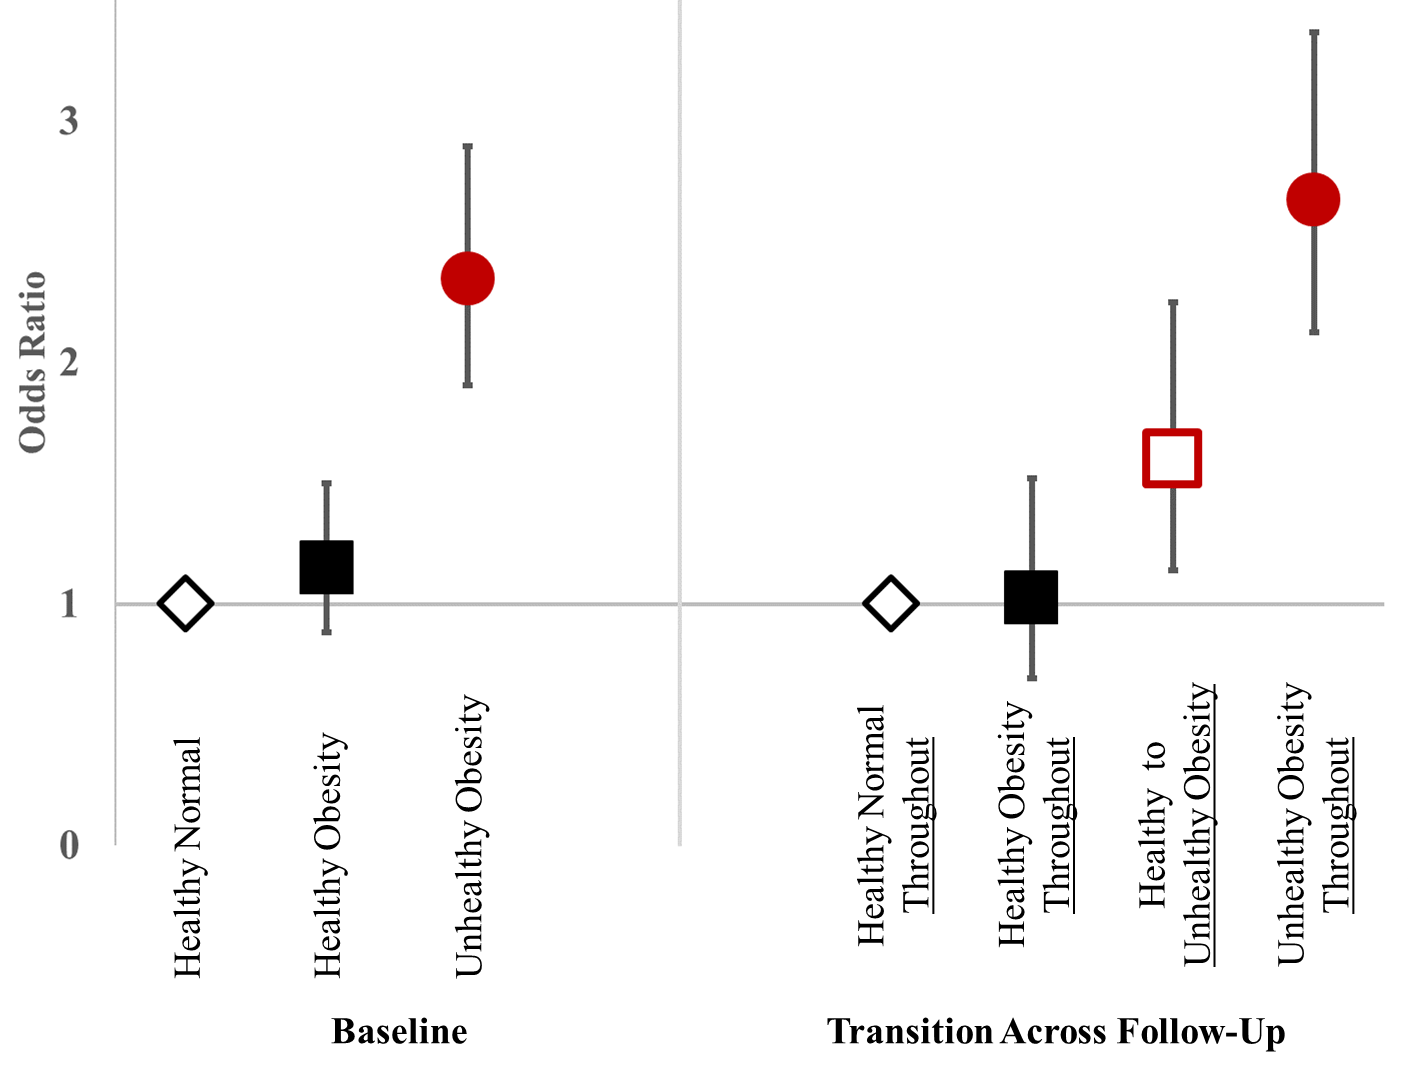 3
2
1
0
Odds Ratio
Healthy Normal
Healthy Obesity
Unhealthy Obesity
Healthy Normal
Throughout
Healthy Obesity
Throughout
Healthy to
Unhealthy Obesity
Unhealthy Obesity
Throughout
Baseline
Transition Across Follow-Up